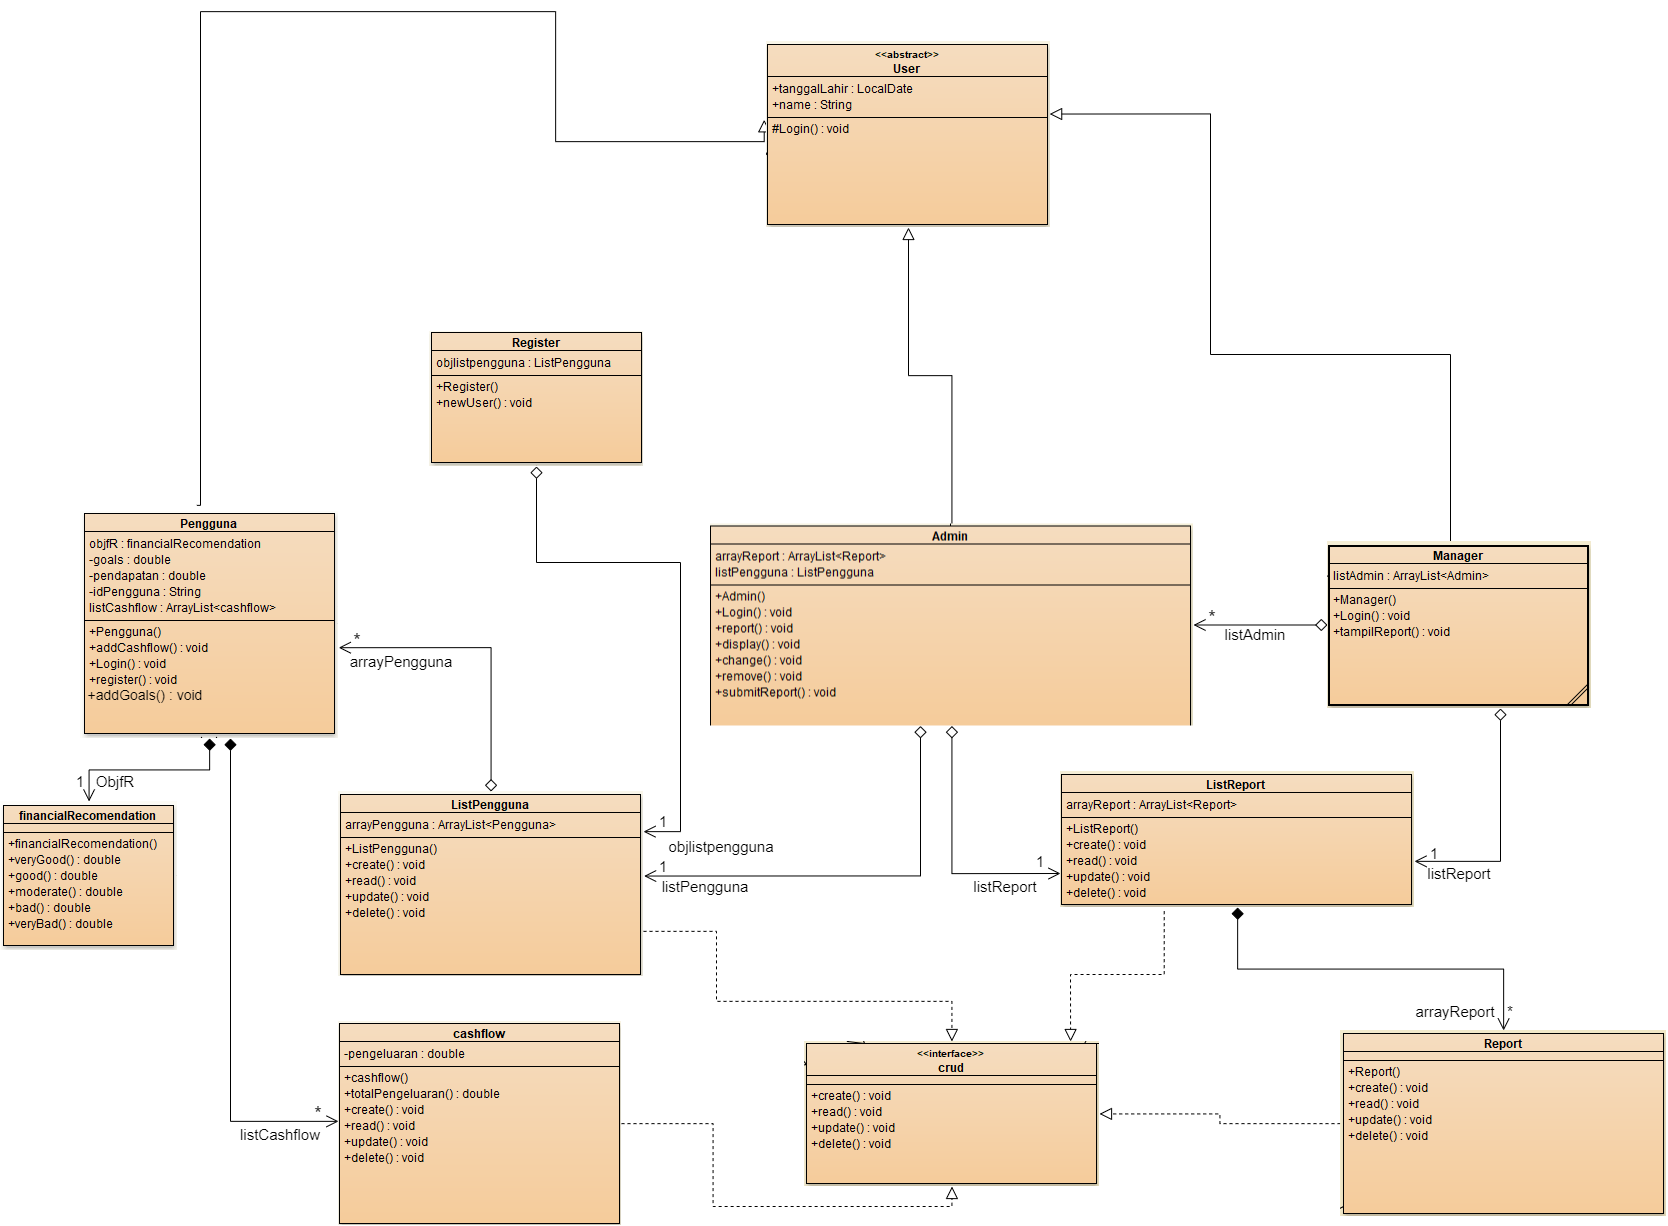 <<abstract>>
User
+tanggalLahir : LocalDate
+name : String
#Login() : void
Register
objlistpengguna : ListPengguna
+Register()
+newUser() : void
Pengguna
objfR : financialRecomendation
-goals : double
-pendapatan : double
-idPengguna : String
listCashflow : ArrayList<cashflow>
+Pengguna()
+addCashflow() : void
+Login() : void
+register() : void
+addGoals() : void
Admin
arrayReport : ArrayList<Report>
listPengguna : ListPengguna
+Admin()
+Login() : void
+report() : void
+display() : void
+change() : void
+remove() : void
+submitReport() : void
Manager
listAdmin : ArrayList<Admin>
+Manager()
+Login() : void
+tampilReport() : void
*
listAdmin
*
arrayPengguna
1 ObjfR
financialRecomendation
+financialRecomendation()
+veryGood() : double
+good() : double
+moderate() : double
+bad() : double
+veryBad() : double
ListPengguna
arrayPengguna : ArrayList<Pengguna>
+ListPengguna()
+create() : void
+read() : void
+update() : void
+delete() : void
1
objlistpengguna
1
listPengguna
1
listReport
ListReport
arrayReport : ArrayList<Report>
+ListReport()
+create() : void
+read() : void
+update() : void
+delete() : void
1
listReport
arrayReport *
*
listCashflow
cashflow
-pengeluaran : double
+cashflow()
+totalPengeluaran() : double
+create() : void
+read() : void
+update() : void
+delete() : void
<<interface>>
crud
+create() : void
+read() : void
+update() : void
+delete() : void
Report
+Report()
+create() : void
+read() : void
+update() : void
+delete() : void